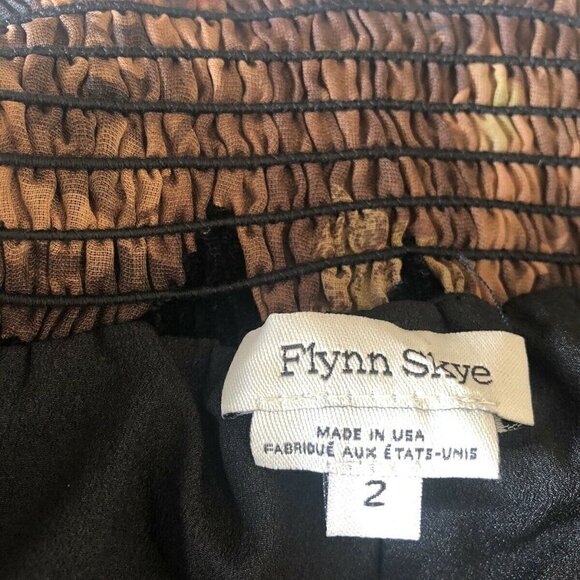 Flynn Skye
MADE IN USA
FABRIQUÉ AUX ÉTATS-UNIS
2